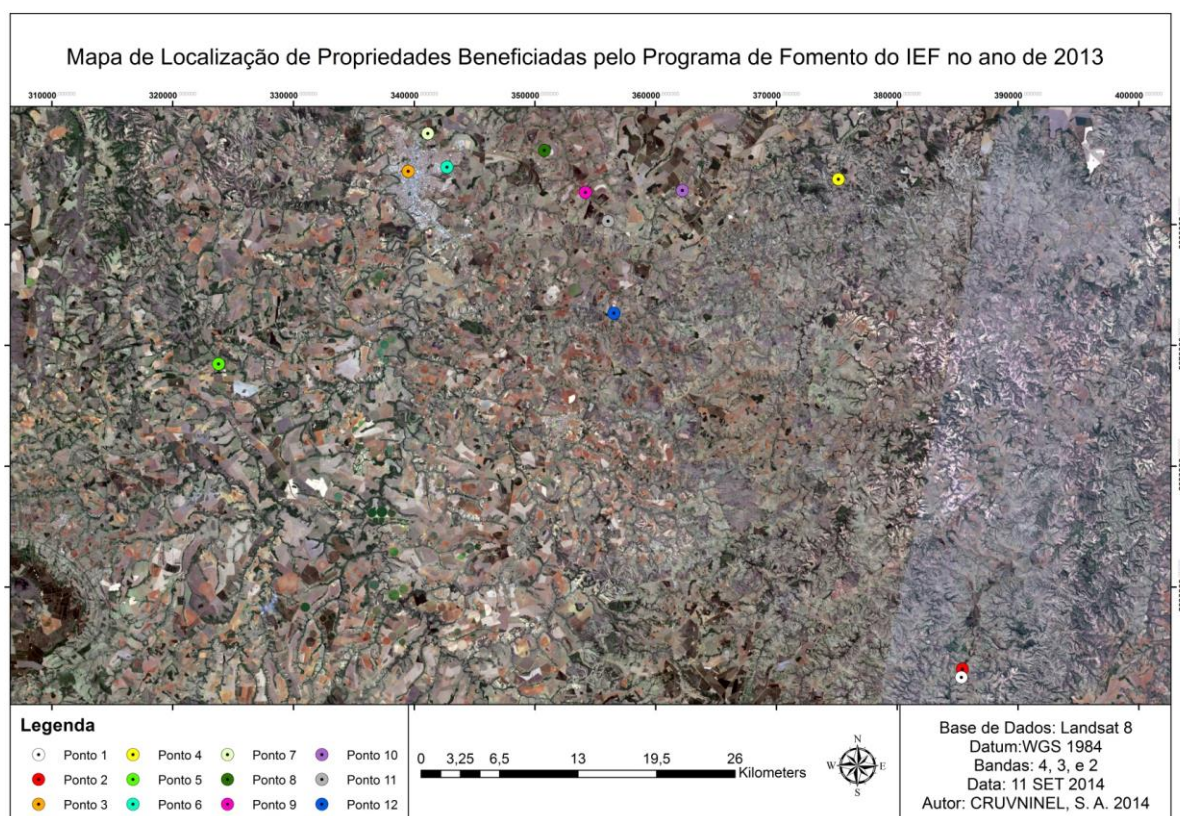 Mapa de Localização de Propriedades Beneficiadas pelo Programa de Fomento do IEF no ano de 2013
310000 320000 330000 340000 350000 360000 370000 380000 390000 400000
Legenda
Ponto 1 Ponto 4 Ponto 7 Ponto 10
Ponto 2 Ponto 5 Ponto 8 Ponto 11
Ponto 3 Ponto 6 Ponto 9 Ponto 12
0 3,25 6,5 13 19,5 26
Kilometers
N
W E
S
Base de Dados: Landsat 8
Datum:WGS 1984
Bandas: 4, 3, e 2
Data: 11 SET 2014
Autor: CRUVNINEL, S. A. 2014